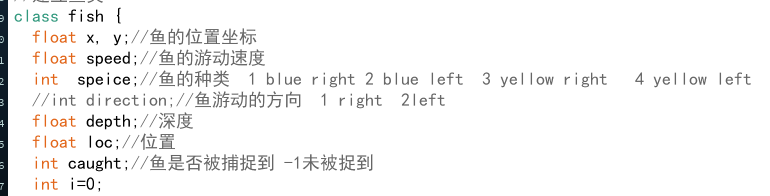 class fish {
float x, y;//鱼的位置坐标
float speed;//鱼的游动速度
int  speice;//鱼的种类  1 blue right 2 blue left  3 yellow right   4 yellow left
//int direction;//鱼游动的方向  1 right  2left
float depth;//深度
float loc;//位置
int caught;//鱼是否被捕捉到 -1未被捉到
int i=0;